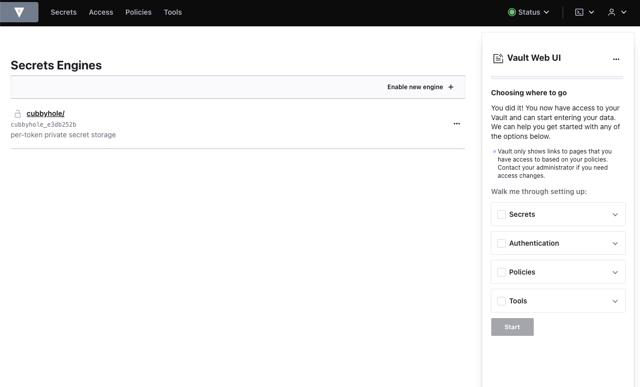 Secrets Access Policies Tools Status
Secrets Engines
Enable new engine +
cubbyhole/
cubbyhole_e3db252b
per-token private secret storage
Vault Web UI
Choosing where to go
You did it! You now have access to your
Vault and can start entering your data.
We can help you get started with any of
the options below.
Vault only shows links to pages that you
have access to based on your policies.
Contact your administrator if you need
access changes.
Walk me through setting up:
Secrets
Authentication
Policies
Tools
Start